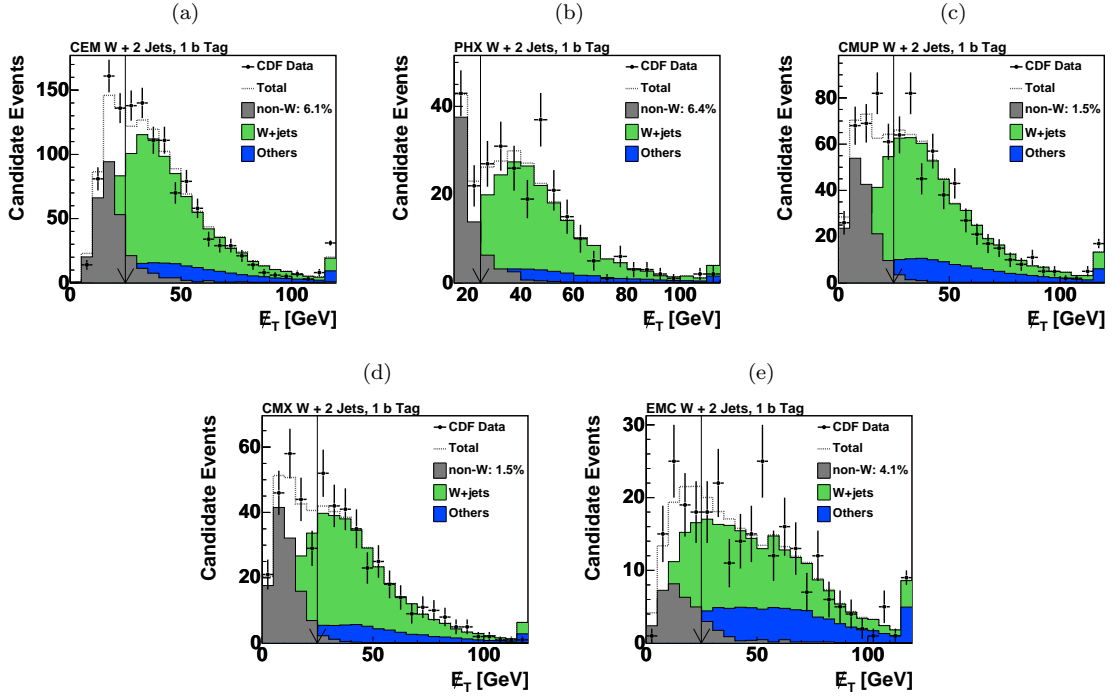 (a)
CEM W + 2 Jets, 1 b Tag
Candidate Events
150
100
50
0
CDF Data
Total
non-W: 6.1%
W+jets
Others
0 50 100
E̸T [GeV]
(b)
PHX W + 2 Jets, 1 b Tag
Candidate Events
40
20
0
CDF Data
Total
non-W: 6.4%
W+jets
Others
20 40 60 80 100
E̸T [GeV]
(c)
CMUP W + 2 Jets, 1 b Tag
Candidate Events
80
60
40
20
0
CDF Data
Total
non-W: 1.5%
W+jets
Others
0 50 100
E̸T [GeV]
(d)
CMX W + 2 Jets, 1 b Tag
Candidate Events
60
40
20
0
CDF Data
Total
non-W: 1.5%
W+jets
Others
0 50 100
E̸T [GeV]
(e)
EMC W + 2 Jets, 1 b Tag
Candidate Events
30
20
10
0
CDF Data
Total
non-W: 4.1%
W+jets
Others
0 50 100
E̸T [GeV]